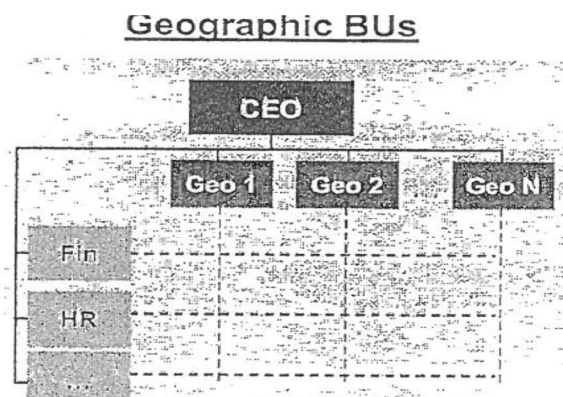 Geographic BUs
CEO
Geo 1 Geo 2 Geo N
Fin
HR
...